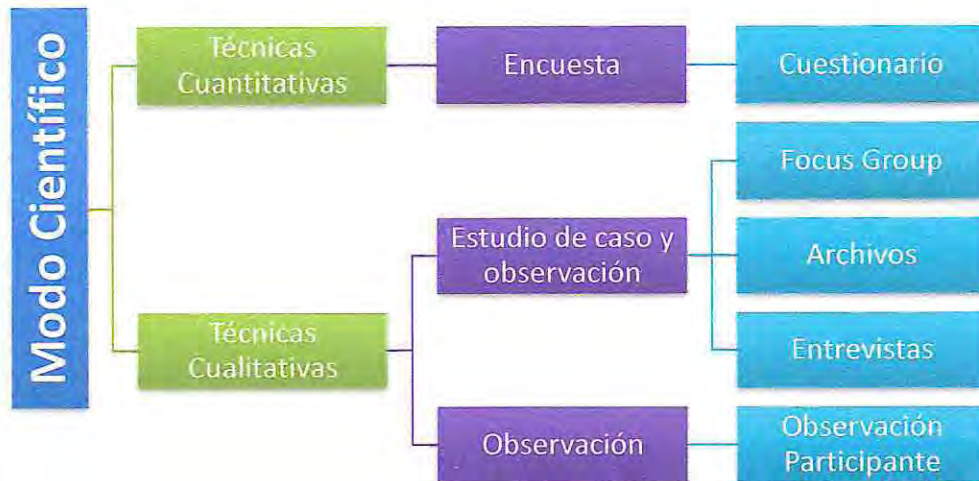 Modo Científico
Técnicas
Cuantitativas
Encuesta
Cuestionario
Focus Group
Estudio de caso y
observación
Archivos
Técnicas
Cualitativas
Entrevistas
Observación
Observación
Participante